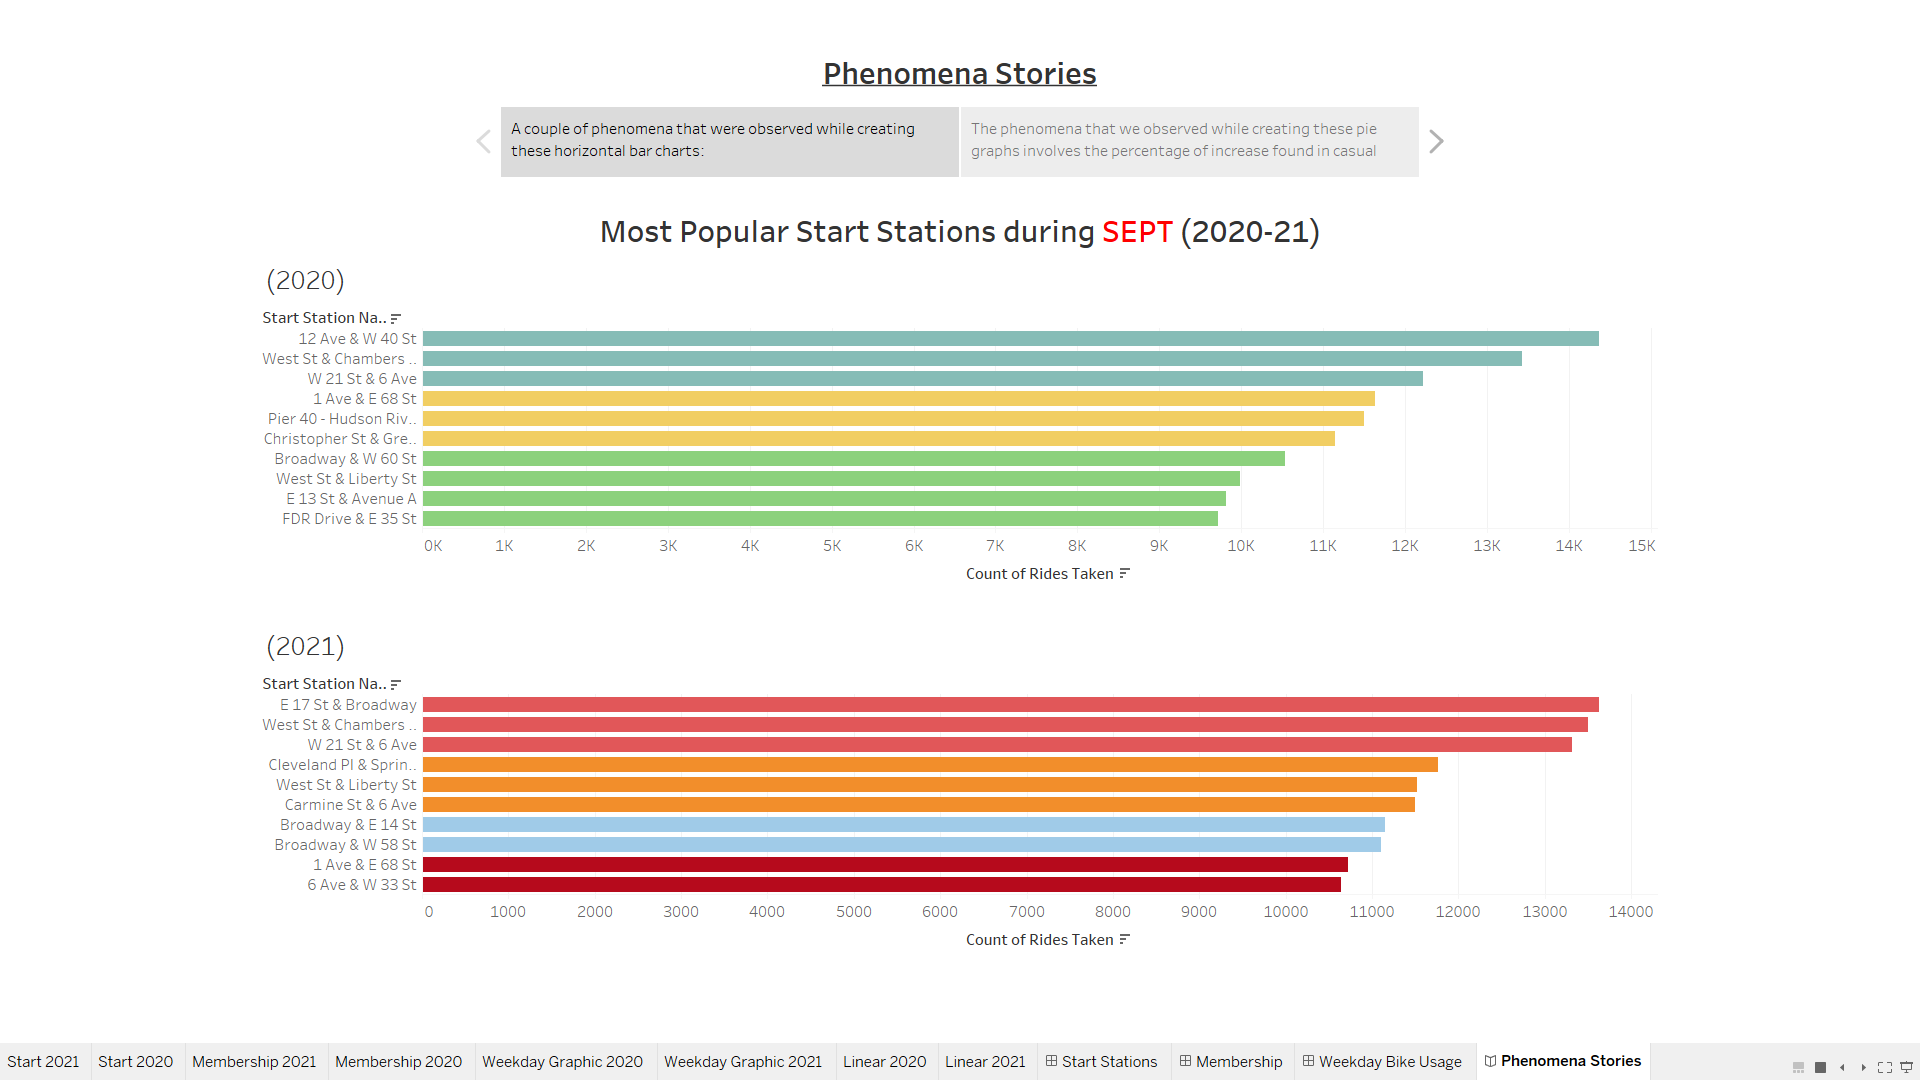 Phenomena Stories
A couple of phenomena that were observed while creating
these horizontal bar charts:
The phenomena that we observed while creating these pie
graphs involves the percentage of increase found in casual
Most Popular Start Stations during SEPT (2020-21)
(2020)
Start Station Na..
12 Ave & W 40 St
West St & Chambers ..
W 21 St & 6 Ave
1 Ave & E 68 St
Pier 40 - Hudson Riv..
Christopher St & Gre..
Broadway & W 60 St
West St & Liberty St
E 13 St & Avenue A
FDR Drive & E 35 St
0K 1K 2K 3K 4K 5K 6K 7K 8K 9K 10K 11K 12K 13K 14K 15K
Count of Rides Taken
(2021)
Start Station Na..
E 17 St & Broadway
West St & Chambers ..
W 21 St & 6 Ave
Cleveland Pl & Sprin..
West St & Liberty St
Carmine St & 6 Ave
Broadway & E 14 St
Broadway & W 58 St
1 Ave & E 68 St
6 Ave & W 33 St
0 1000 2000 3000 4000 5000 6000 7000 8000 9000 10000 11000 12000 13000 14000
Count of Rides Taken
Start 2021 Start 2020 Membership 2021 Membership 2020 Weekday Graphic 2020 Weekday Graphic 2021 Linear 2020 Linear 2021 Start Stations Membership Weekday Bike Usage Phenomena Stories